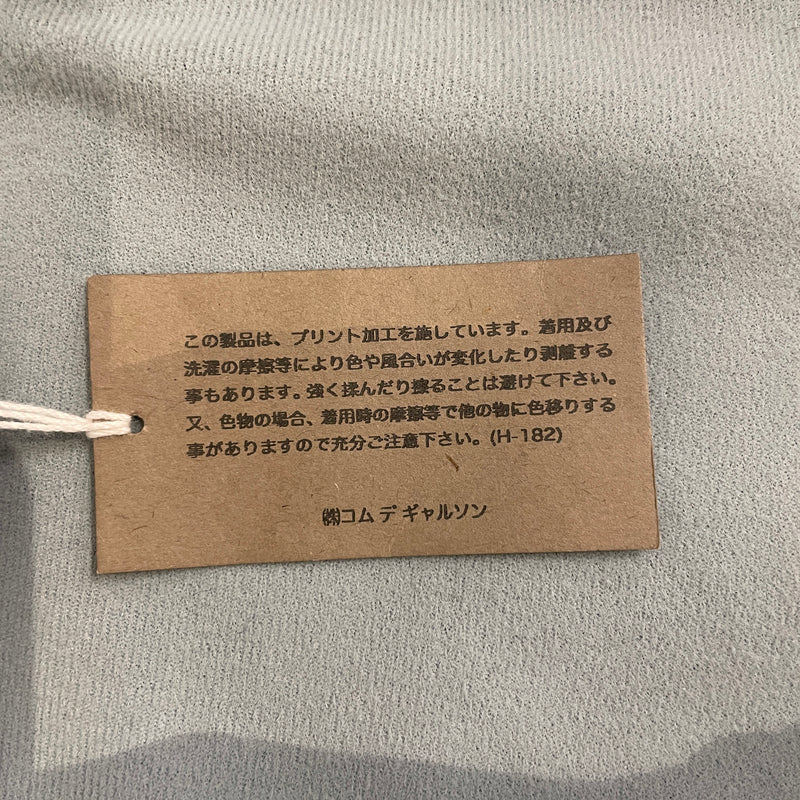 この製品は、プリント加工を施しています。着用及び
洗濯の摩擦等により色や風合いが変化したり剥離する
事もあります。強く揉んだり擦ることは避けて下さい。
又、色物の場合、着用時の摩擦等で他の物に色移りする
事がありますので充分ご注意下さい。(H-182)
㈱コム デ ギャルソン